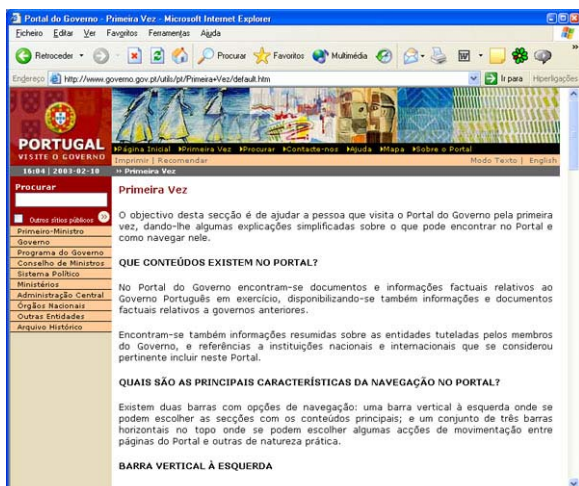 Portal do Governo - Primeira Vez - Microsoft Internet Explorer
Ficheiro Editar Ver Favoritos Ferramentas Ajuda
Retroceder Procurar Favoritos Multimédia
Endereço http://www.governo.gov.pt/utils/pt/Primeira+Vez/default.htm Ir para Hiperligações
PORTUGAL
VISITE O GOVERNO
Página Inicial Primeira Vez Procurar Contacte-nos Ajuda Mapa Sobre o Portal
Imprimir | Recomendar Modo Texto | English
16:04 | 2003-02-10 » Primeira Vez
Procurar
Outros sítios públicos
Primeiro-Ministro
Governo
Programa do Governo
Conselho de Ministros
Sistema Político
Ministérios
Administração Central
Órgãos Nacionais
Outras Entidades
Arquivo Histórico
Primeira Vez
O objectivo desta secção é de ajudar a pessoa que visita o Portal do Governo pela primeira
vez, dando-lhe algumas explicações simplificadas sobre o que pode encontrar no Portal e
como navegar nele.
QUE CONTEÚDOS EXISTEM NO PORTAL?
No Portal do Governo encontram-se documentos e informações factuais relativos ao
Governo Português em exercício, disponibilizando-se também informações e documentos
factuais relativos a governos anteriores.
Encontram-se também informações resumidas sobre as entidades tuteladas pelos membros
do Governo, e referências a instituições nacionais e internacionais que se considerou
pertinente incluir neste Portal.
QUAIS SÃO AS PRINCIPAIS CARACTERÍSTICAS DA NAVEGAÇÃO NO PORTAL?
Existem duas barras com opções de navegação: uma barra vertical à esquerda onde se
podem escolher as secções com os conteúdos principais; e um conjunto de três barras
horizontais no topo onde se podem escolher algumas acções de movimentação entre
páginas do Portal e outras de natureza prática.
BARRA VERTICAL À ESQUERDA